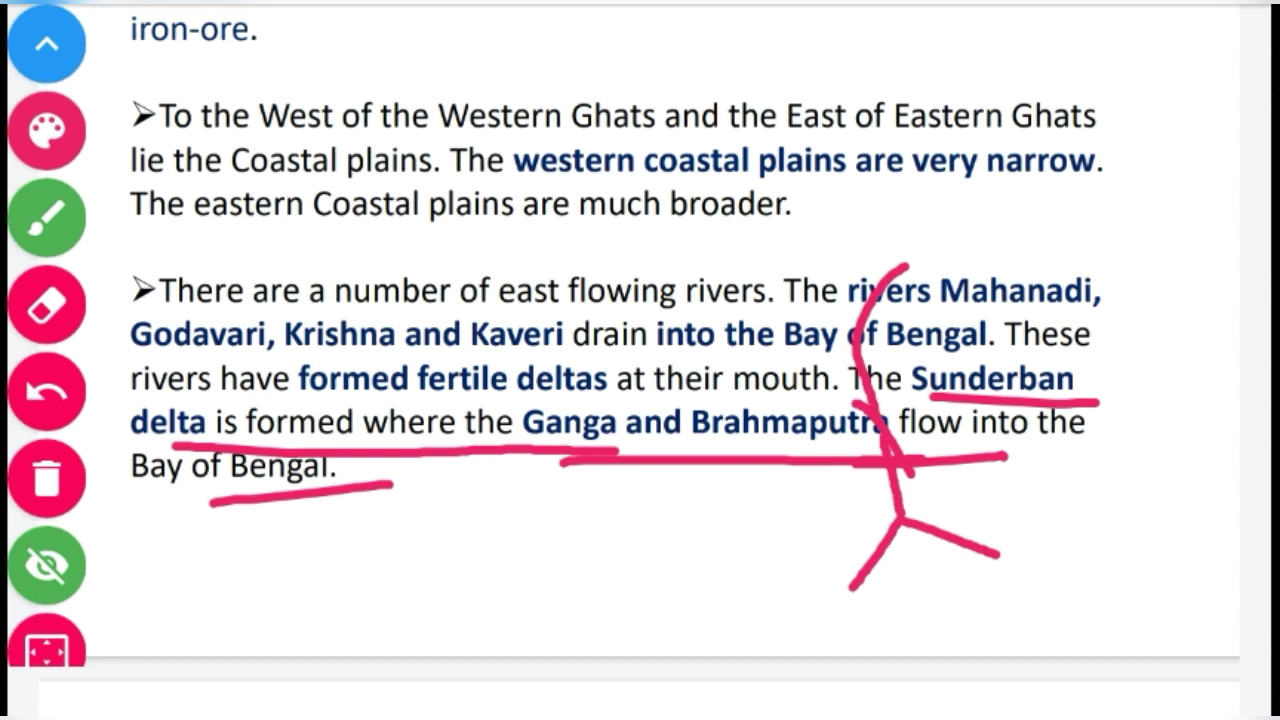 iron-ore.
➢To the West of the Western Ghats and the East of Eastern Ghats
lie the Coastal plains. The western coastal plains are very narrow.
The eastern Coastal plains are much broader.
➢There are a number of east flowing rivers. The rivers Mahanadi,
Godavari, Krishna and Kaveri drain into the Bay of Bengal. These
rivers have formed fertile deltas at their mouth. The Sunderban
delta is formed where the Ganga and Brahmaputra flow into the
Bay of Bengal.